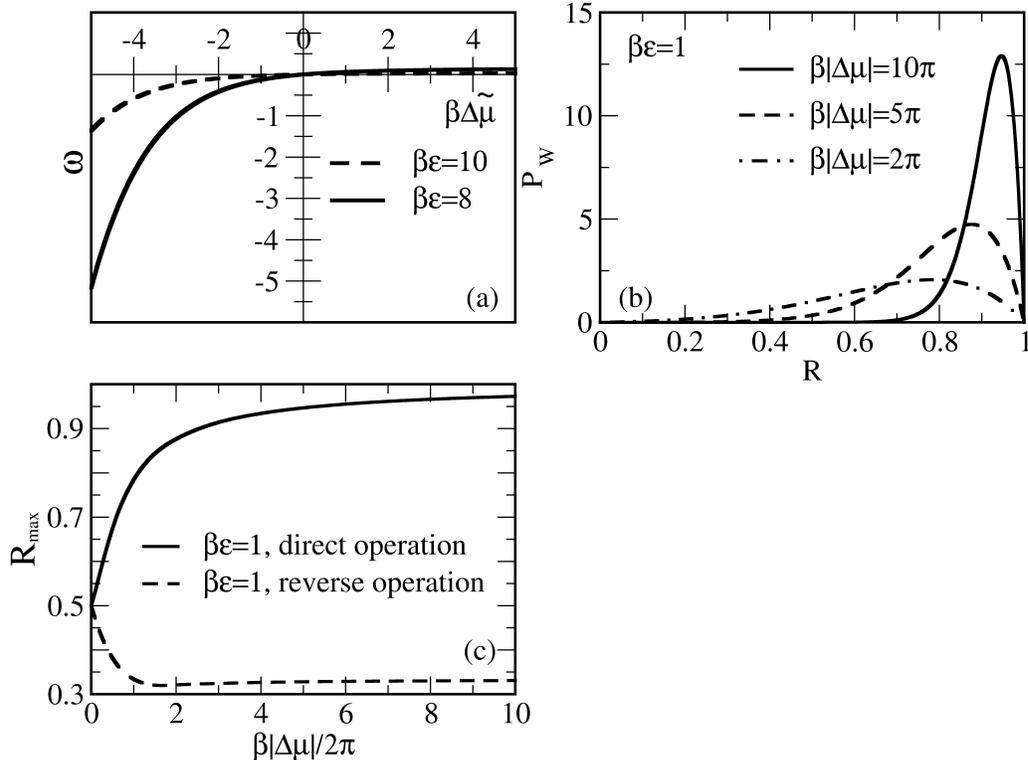 -4 -2 0 2 4
-1
-2
-3
-4
-5
βΔμ̃
ω
βε=10
βε=8
(a)
15
10
5
0
P_W
βε=1
β|Δμ|=10π
β|Δμ|=5π
β|Δμ|=2π
(b)
0 0.2 0.4 0.6 0.8 1
R
0.9
0.7
0.5
0.3
R_max
βε=1, direct operation
βε=1, reverse operation
(c)
0 2 4 6 8 10
β|Δμ|/2π